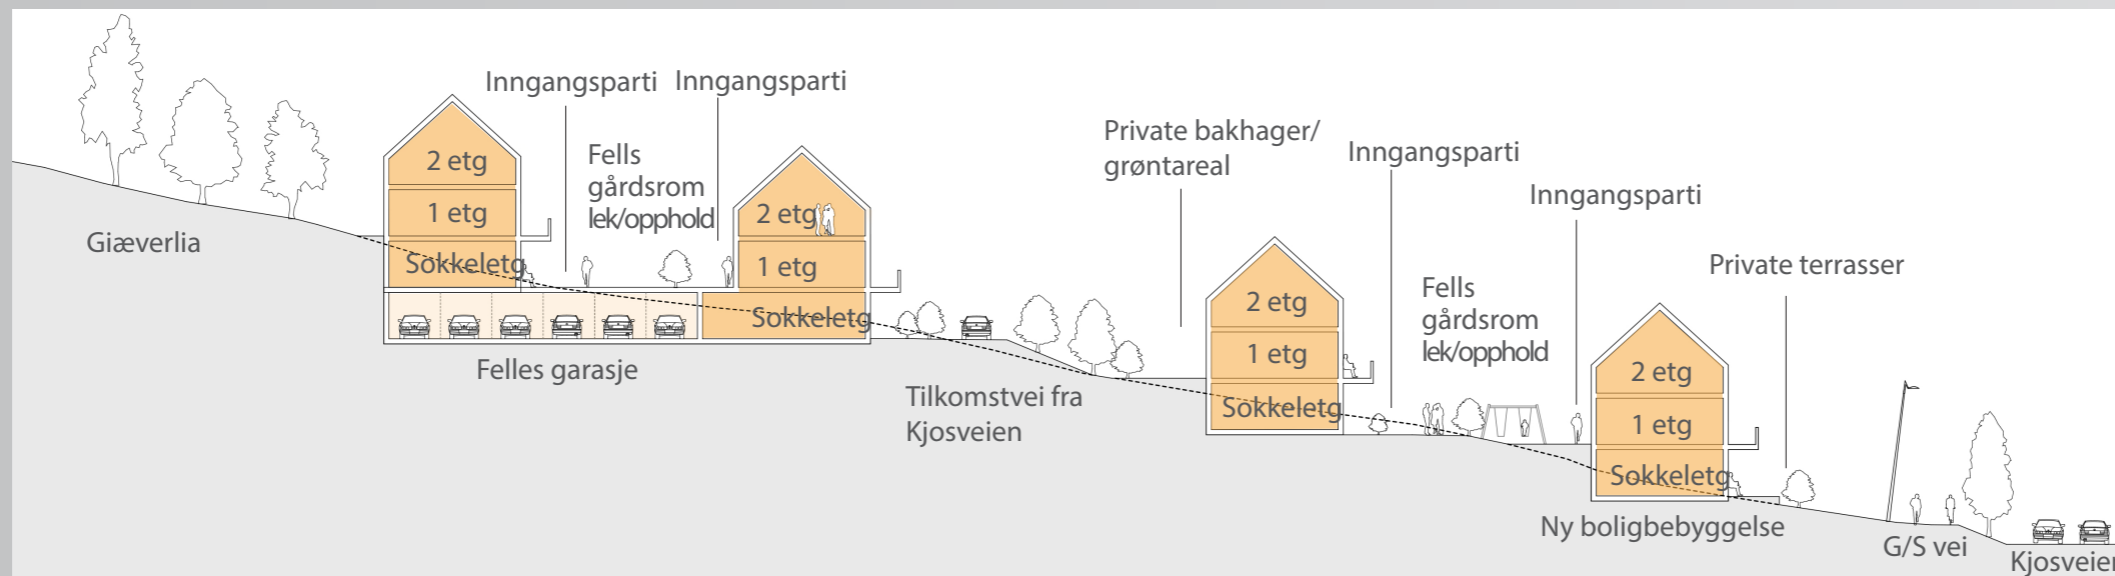 Inngangsparti
Inngangsparti
2 etg
1 etg
Sokkeletg
Fells
gårdsrom
lek/opphold
2 etg
1 etg
Sokkeletg
Giæverlia
Felles garasje
Tilkomstvei fra
Kjosveien
Private bakhager/
grøntareal
Inngangsparti
2 etg
1 etg
Sokkeletg
Fells
gårdsrom
lek/opphold
Inngangsparti
Private terrasser
2 etg
1 etg
Sokkeletg
Ny boligbebyggelse
G/S vei
Kjosveien